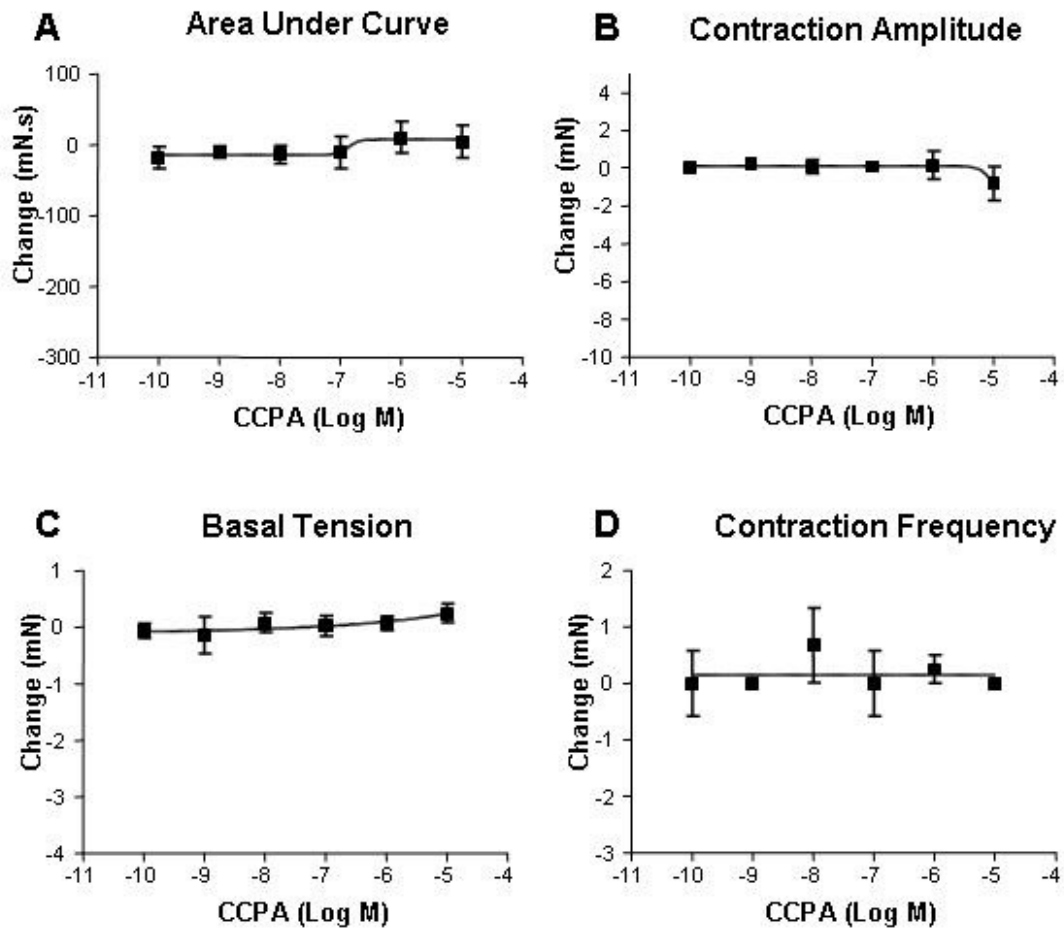 A Area Under Curve
Change (mN.s)
100
0
-100
-200
-300
-11 -10 -9 -8 -7 -6 -5 -4
CCPA (Log M)
B Contraction Amplitude
Change (mN)
4
2
0
-2
-4
-6
-8
-10
-11 -10 -9 -8 -7 -6 -5 -4
CCPA (Log M)
C Basal Tension
Change (mN)
1
0
-1
-2
-3
-4
-11 -10 -9 -8 -7 -6 -5 -4
CCPA (Log M)
D Contraction Frequency
Change (mN)
2
1
0
-1
-2
-3
-11 -10 -9 -8 -7 -6 -5 -4
CCPA (Log M)